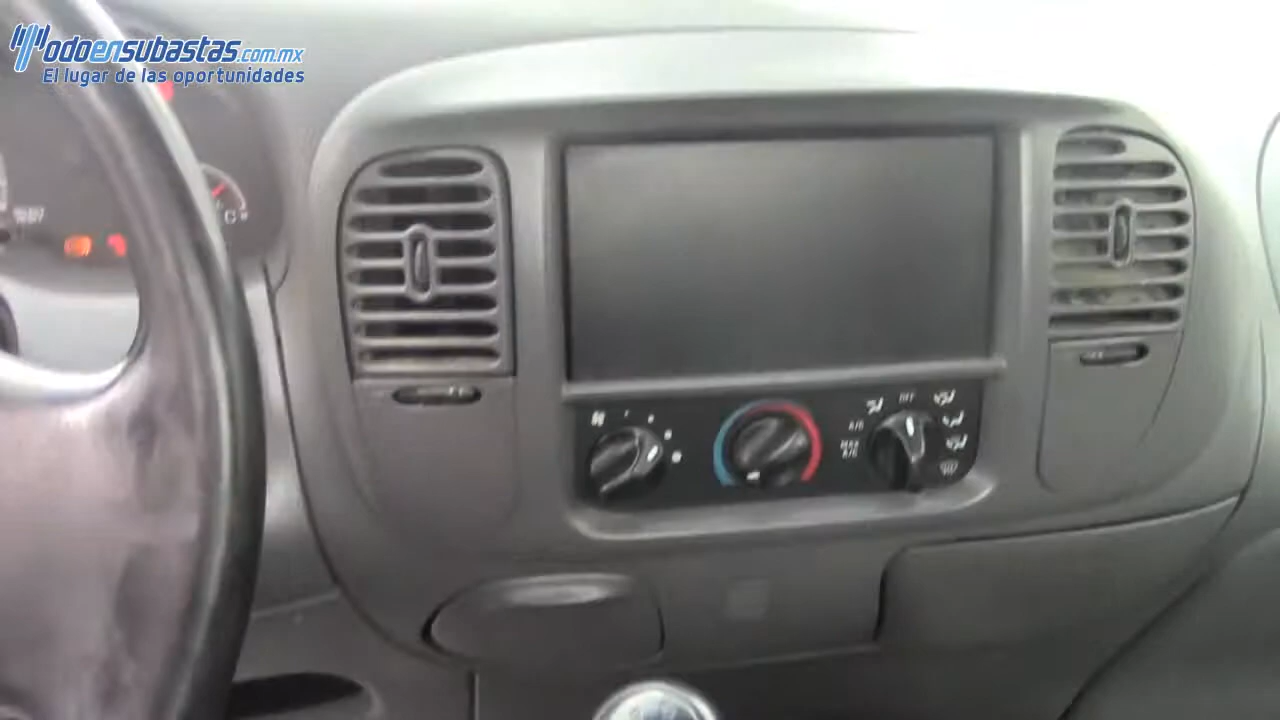 Todoensubastas.com.mx
El lugar de las oportunidades
C
OFF
A/C
MAX
A/C